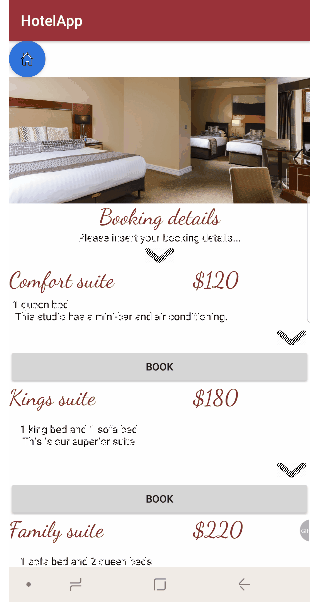 HotelApp
Booking details
Please insert your booking details...
Comfort suite $120
1 queen bed
This studio has a mini-bar and air conditioning.
BOOK
Kings suite $180
1 king bed and 1 sofa bed
This is our superior suite
BOOK
Family suite $220
1 sofa bed and 2 queen beds